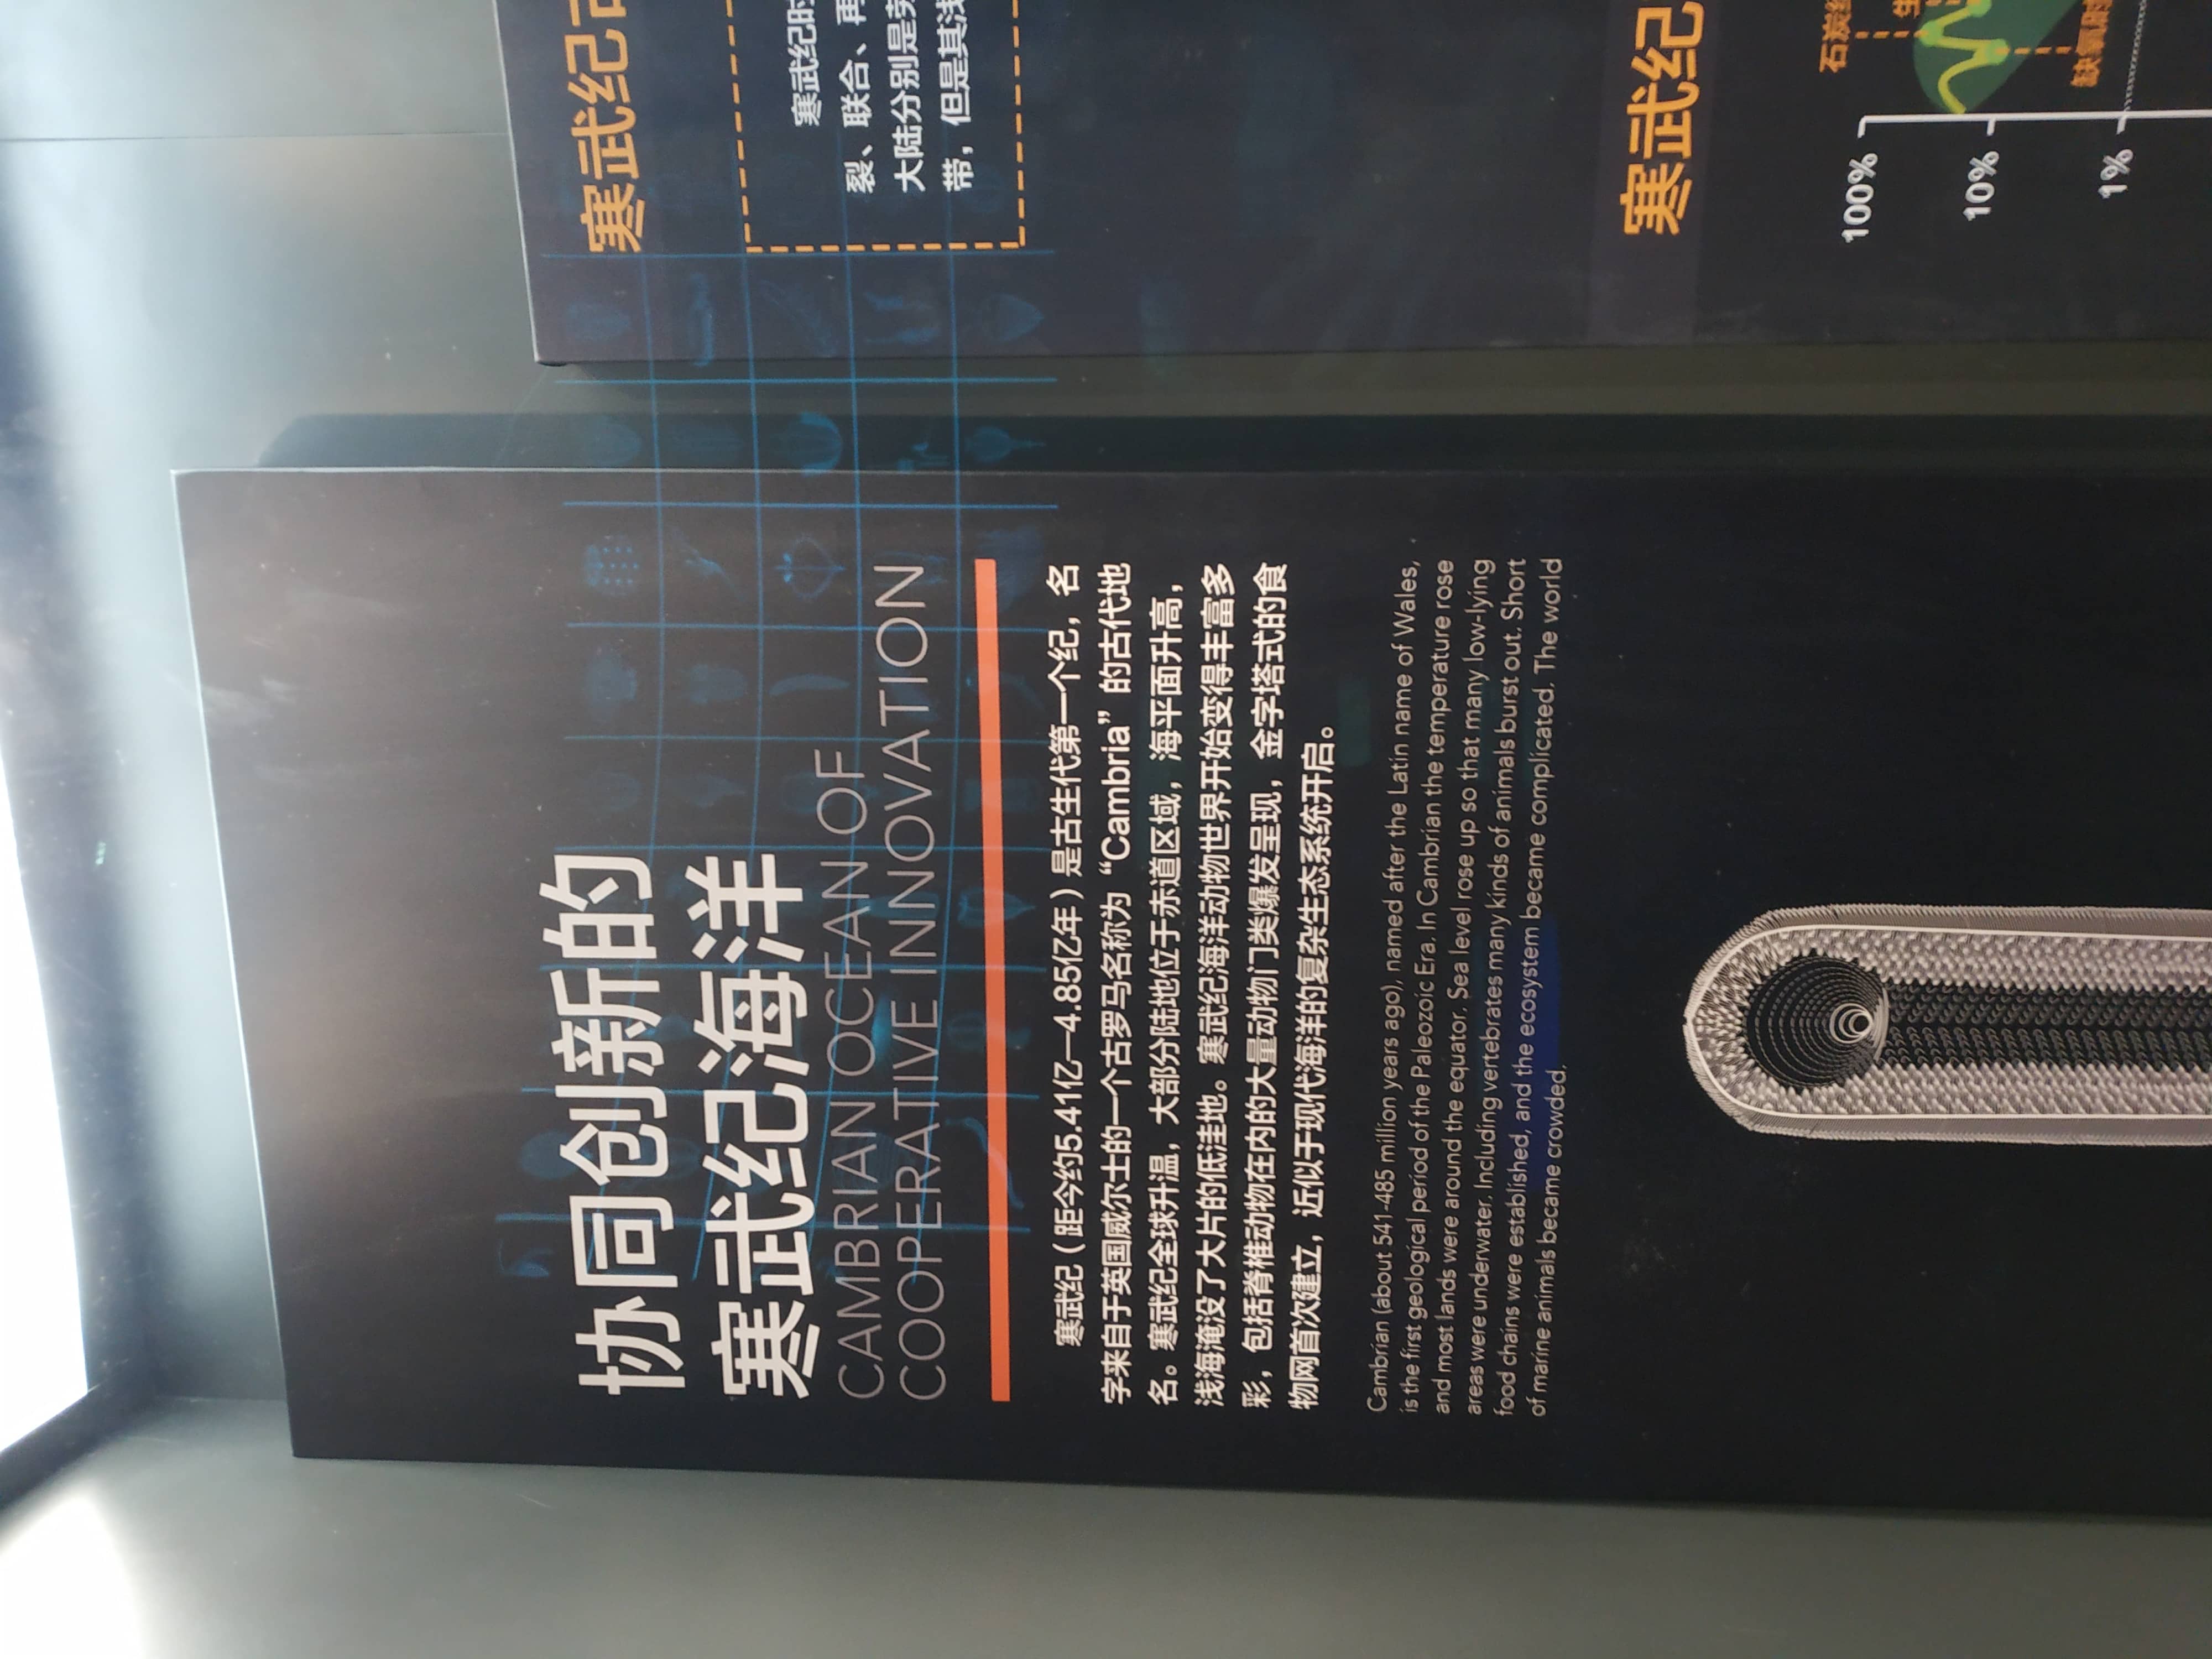 协同创新的
寒武纪海洋
CAMBRIAN OCEAN OF
COOPERATIVE INNOVATION
寒武纪（距今约5.41亿—4.85亿年）是古生代第一个纪，名
字来自于英国威尔士的一个古罗马名称为“Cambria”的古代地
名。寒武纪全球升温，大部分陆地位于赤道区域，海平面升高，
浅海淹没了大片的低洼地。寒武纪海洋动物世界开始变得丰富多
彩，包括脊椎动物在内的大量动物门类爆发呈现，金字塔式的食
物网首次建立，近似于现代海洋的复杂生态系统开启。
Cambrian (about 541-485 million years ago), named after the Latin name of Wales,
is the first geological period of the Paleozoic Era. In Cambrian the temperature rose
and most lands were around the equator. Sea level rose up so that many low-lying
areas were underwater. Including vertebrates many kinds of animals burst out. Short
food chains were established, and the ecosystem became complicated. The world
of marine animals became crowded.
寒武纪
寒武纪时
裂、联合、再
大陆分别是劳
带，但是其浅
寒武纪
石炭纪
100%
10%
缺氧时
1%